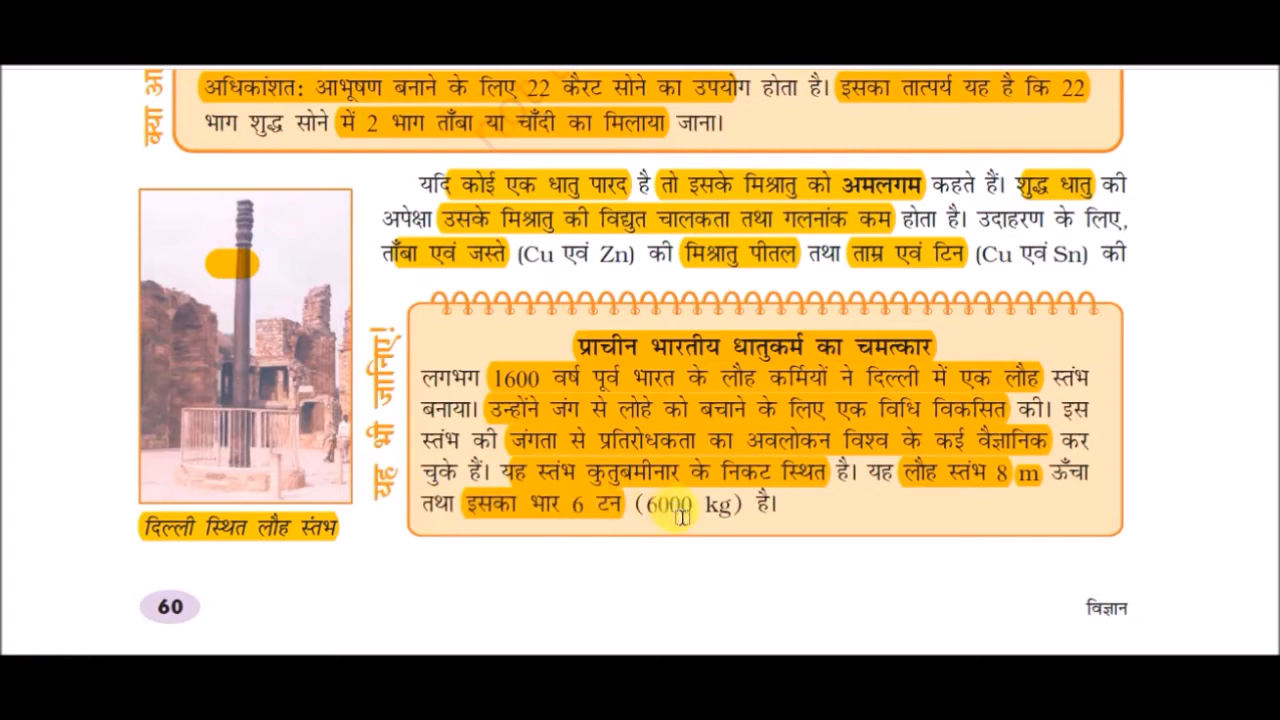 क्या आ
अधिकांशत: आभूषण बनाने के लिए 22 कैरट सोने का उपयोग होता है। इसका तात्पर्य यह है कि 22
भाग शुद्ध सोने में 2 भाग ताँबा या चाँदी का मिलाया जाना।
यदि कोई एक धातु पारद है तो इसके मिश्रातु को अमलगम कहते हैं। शुद्ध धातु की
अपेक्षा उसके मिश्रातु की विद्युत चालकता तथा गलनांक कम होता है। उदाहरण के लिए,
ताँबा एवं जस्ते (Cu एवं Zn) की मिश्रातु पीतल तथा ताम्र एवं टिन (Cu एवं Sn) की
यह भी जानिए!
प्राचीन भारतीय धातुकर्म का चमत्कार
लगभग 1600 वर्ष पूर्व भारत के लौह कर्मियों ने दिल्ली में एक लौह स्तंभ
बनाया। उन्होंने जंग से लोहे को बचाने के लिए एक विधि विकसित की। इस
स्तंभ की जंगता से प्रतिरोधकता का अवलोकन विश्व के कई वैज्ञानिक कर
चुके हैं। यह स्तंभ कुतुबमीनार के निकट स्थित है। यह लौह स्तंभ 8 m ऊँचा
तथा इसका भार 6 टन (6000 kg) है।
दिल्ली स्थित लौह स्तंभ
60
विज्ञान